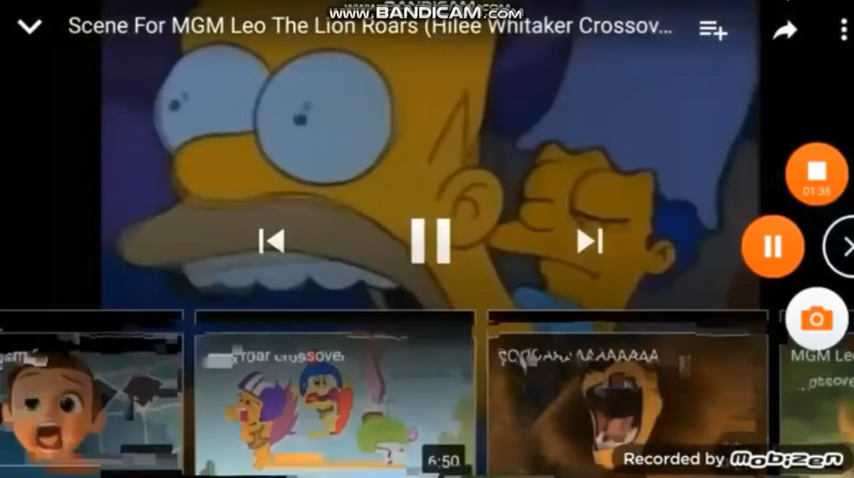 www.BANDICAM.com
Scene For MGM Leo The Lion Roars (Hilee Whitaker Crossov...
01:35
roar crossover
MGM Leo
6:50
Recorded by mobizen